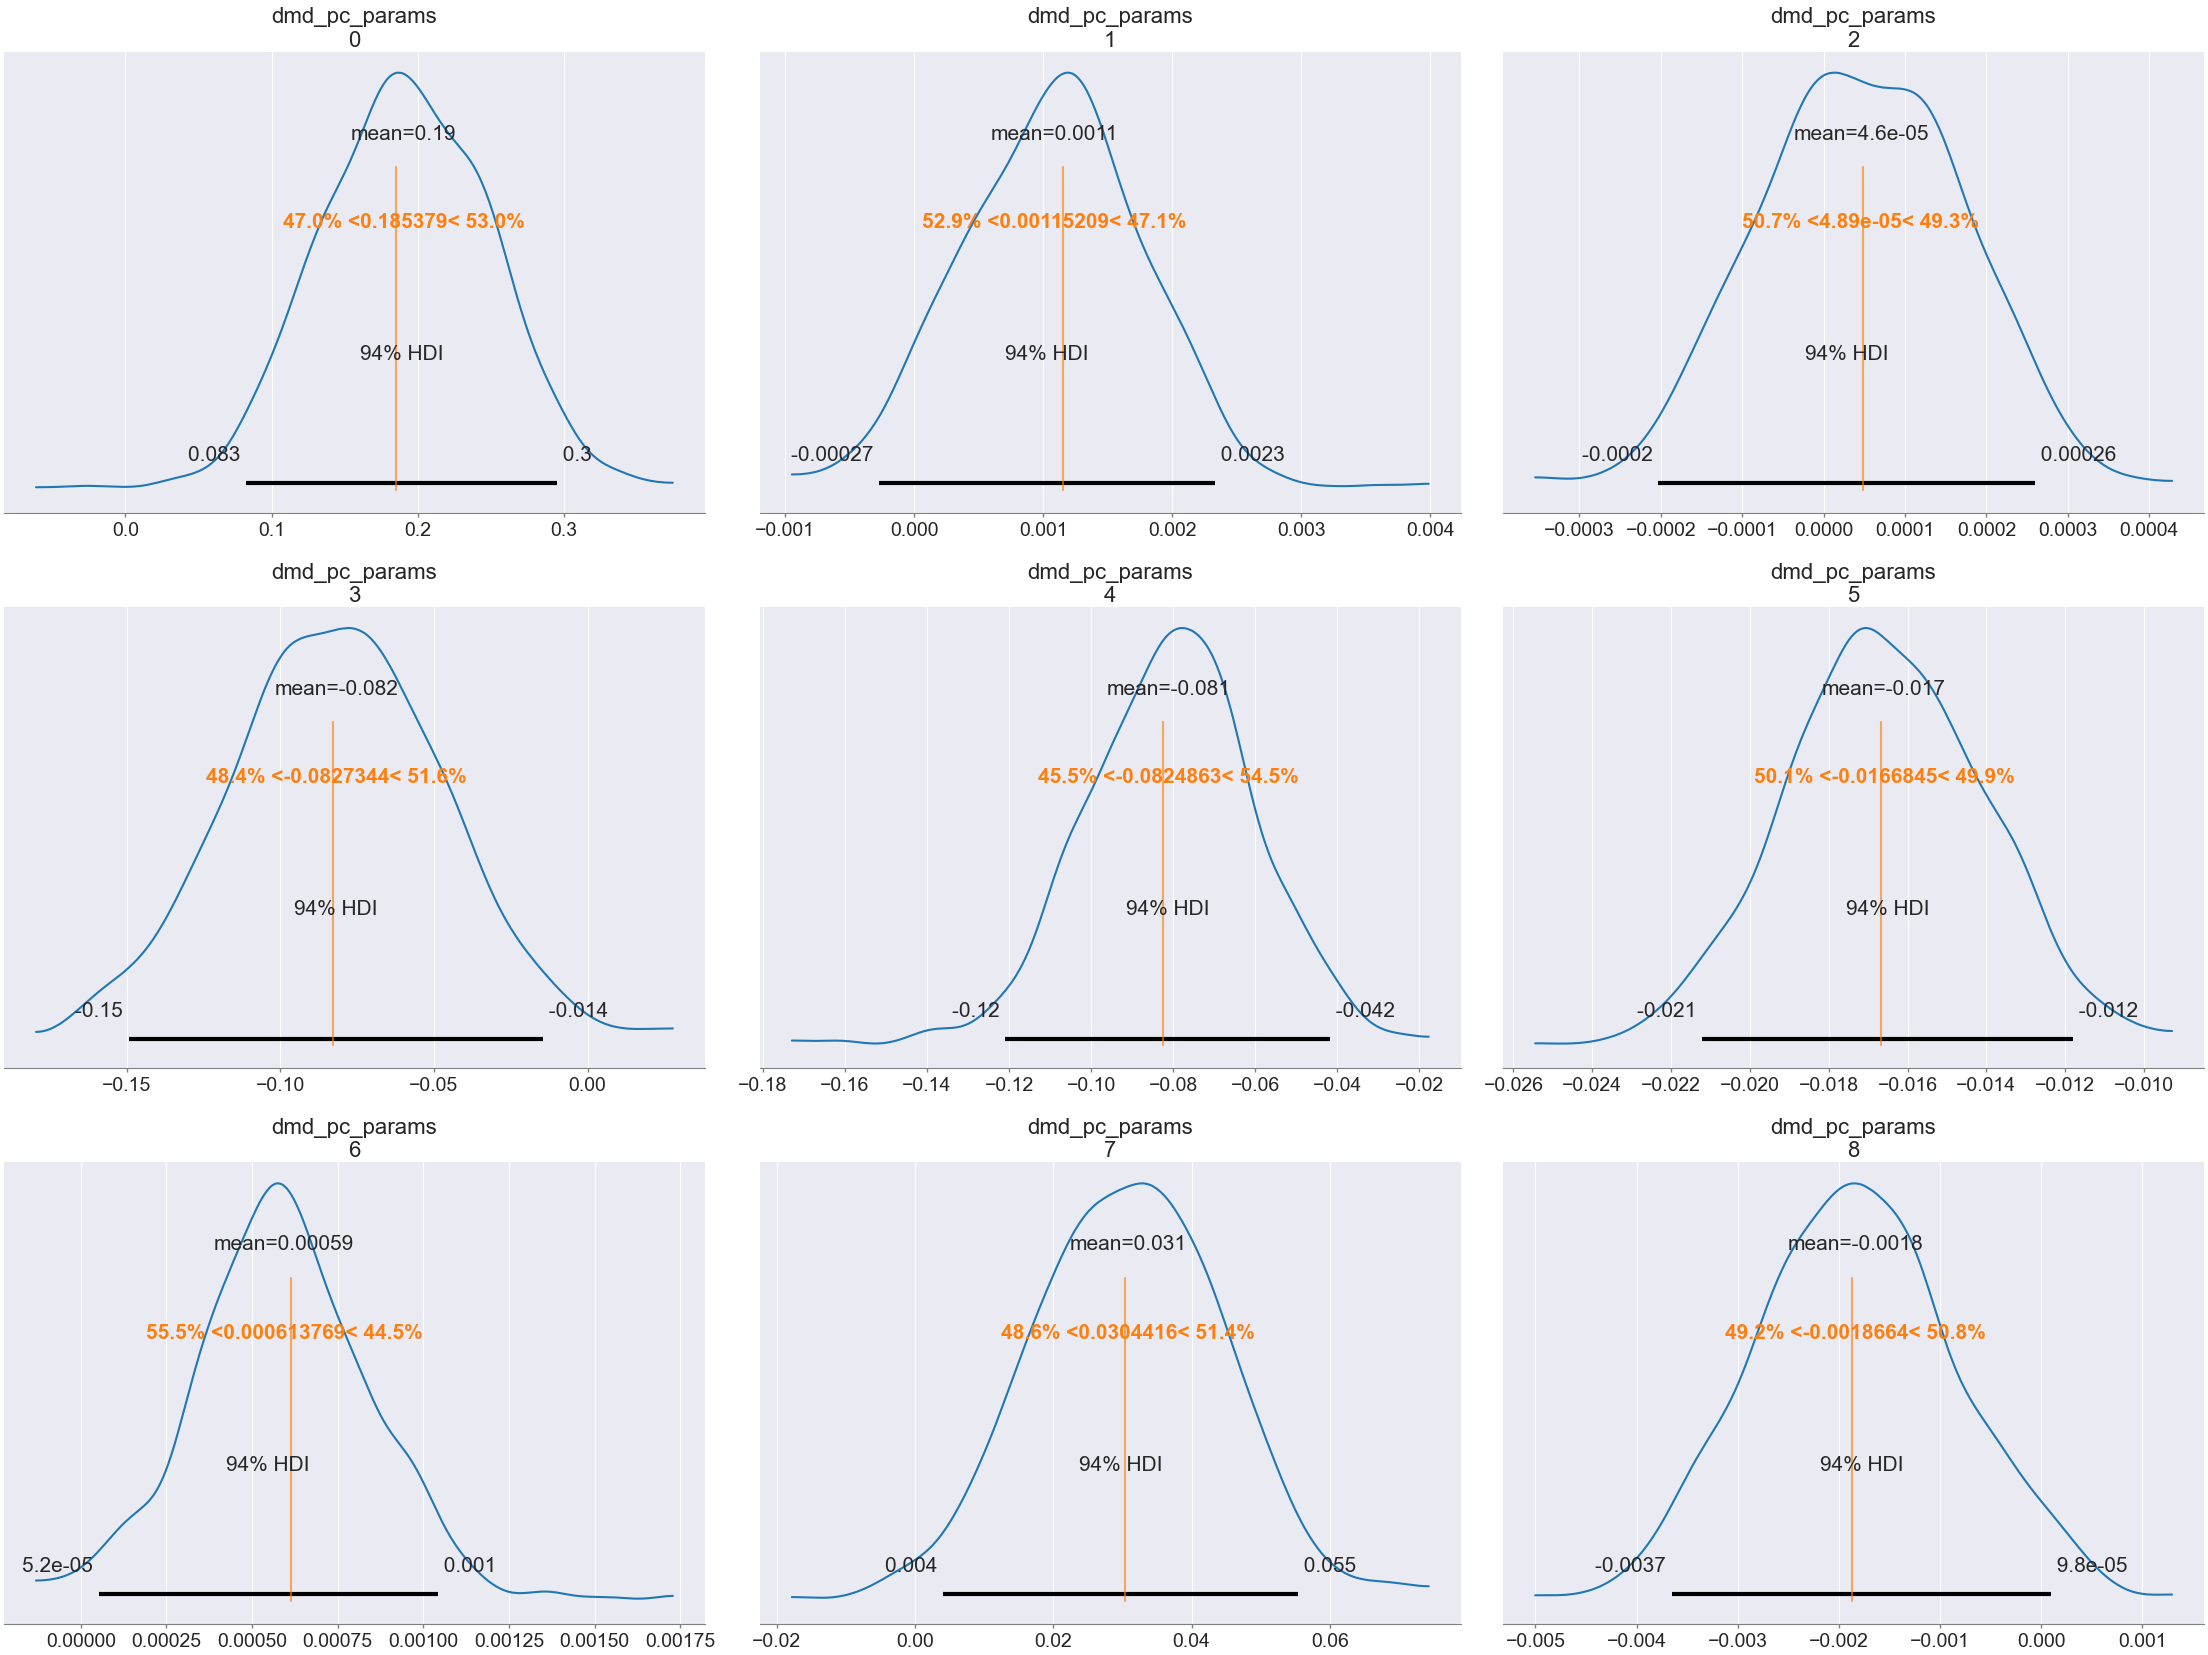 dmd_pc_params
0
mean=0.19
47.0% <0.185379< 53.0%
94% HDI
0.083
0.3
0.0 0.1 0.2 0.3
dmd_pc_params
1
mean=0.0011
52.9% <0.00115209< 47.1%
94% HDI
-0.00027
0.0023
−0.001 0.000 0.001 0.002 0.003 0.004
dmd_pc_params
2
mean=4.6e-05
50.7% <4.89e-05< 49.3%
94% HDI
-0.0002
0.00026
−0.0003 −0.0002 −0.0001 0.0000 0.0001 0.0002 0.0003 0.0004
dmd_pc_params
3
mean=-0.082
48.4% <-0.0827344< 51.6%
94% HDI
-0.15
-0.014
−0.15 −0.10 −0.05 0.00
dmd_pc_params
4
mean=-0.081
45.5% <-0.0824863< 54.5%
94% HDI
-0.12
-0.042
−0.18 −0.16 −0.14 −0.12 −0.10 −0.08 −0.06 −0.04 −0.02
dmd_pc_params
5
mean=-0.017
50.1% <-0.0166845< 49.9%
94% HDI
-0.021
-0.012
−0.026 −0.024 −0.022 −0.020 −0.018 −0.016 −0.014 −0.012 −0.010
dmd_pc_params
6
mean=0.00059
55.5% <0.000613769< 44.5%
94% HDI
5.2e-05
0.001
0.00000 0.00025 0.00050 0.00075 0.00100 0.00125 0.00150 0.00175
dmd_pc_params
7
mean=0.031
48.6% <0.0304416< 51.4%
94% HDI
0.004
0.055
−0.02 0.00 0.02 0.04 0.06
dmd_pc_params
8
mean=-0.0018
49.2% <-0.0018664< 50.8%
94% HDI
-0.0037
9.8e-05
−0.005 −0.004 −0.003 −0.002 −0.001 0.000 0.001